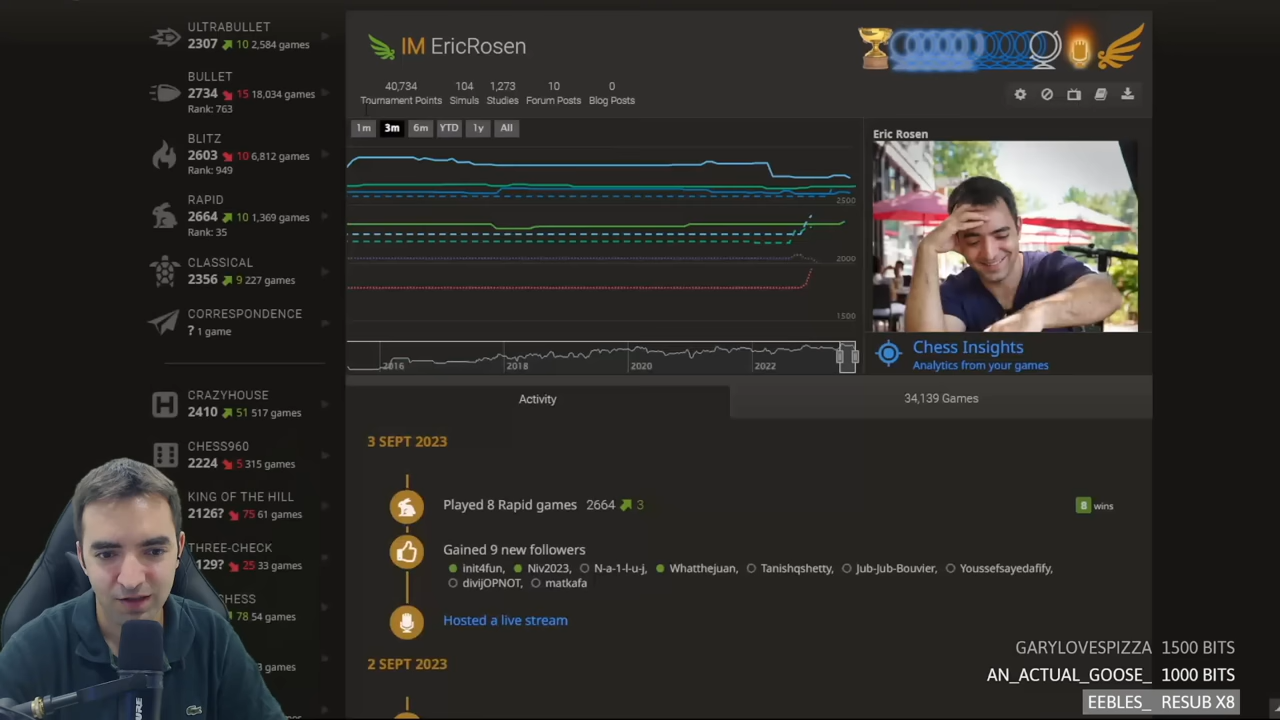 ULTRABULLET
2307 10 2,584 games
BULLET
2734 15 18,034 games
Rank: 763
BLITZ
2603 10 6,812 games
Rank: 949
RAPID
2664 10 1,369 games
Rank: 35
CLASSICAL
2356 9 227 games
CORRESPONDENCE
? 1 game
CRAZYHOUSE
2410 51 517 games
CHESS960
2224 5 315 games
KING OF THE HILL
2126? 75 61 games
THREE-CHECK
129? 25 33 games
CHESS
78 54 games
games
IM EricRosen
40,734 104 1,273 10 0
Tournament Points Simuls Studies Forum Posts Blog Posts
1m 3m 6m YTD 1y All
2500
2000
1500
2016 2018 2020 2022
Eric Rosen
Chess Insights
Analytics from your games
Activity
34,139 Games
3 SEPT 2023
Played 8 Rapid games 2664 3
8 wins
Gained 9 new followers
init4fun, Niv2023, N-a-1-l-u-j, Whatthejuan, Tanishqshetty, Jub-Jub-Bouvier, Youssefsayedafify,
divijOPNOT, matkafa
Hosted a live stream
2 SEPT 2023
GARYLOVESPIZZA 1500 BITS
AN_ACTUAL_GOOSE_ 1000 BITS
EEBLES_ RESUB X8